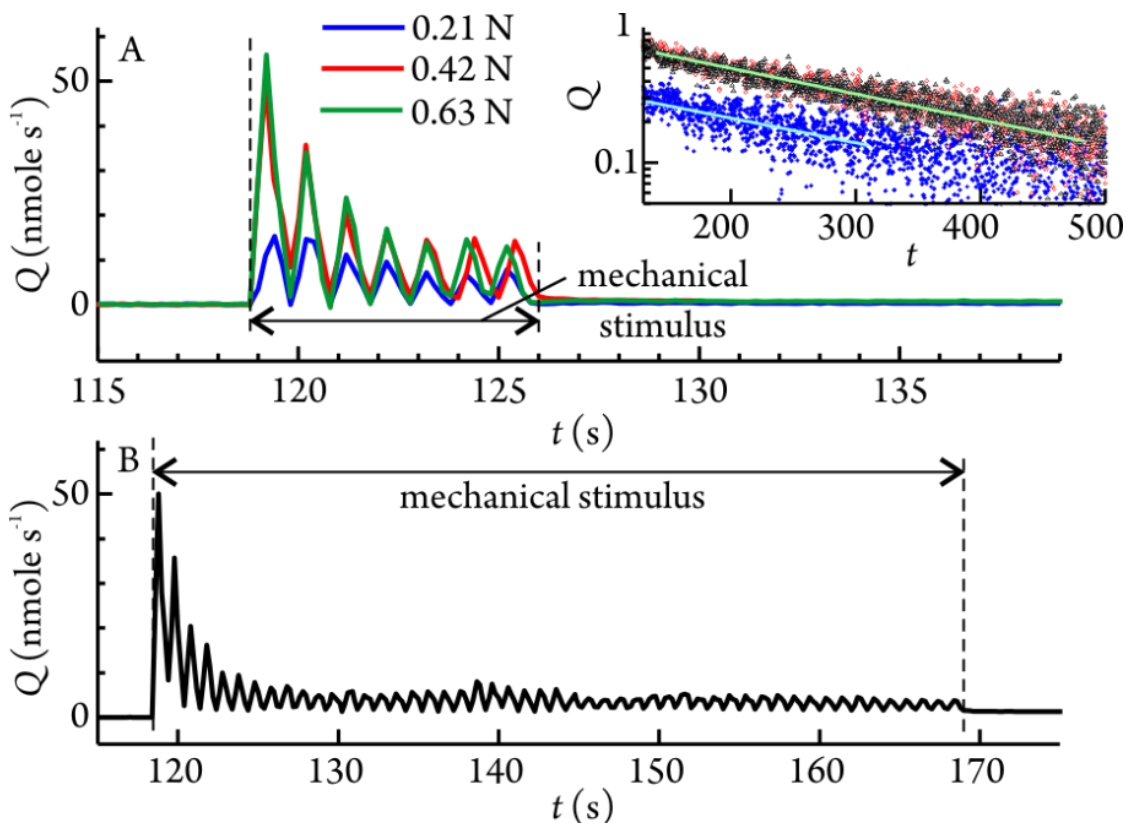 A
0.21 N
0.42 N
0.63 N
Q (nmole s⁻¹)
50
0
mechanical
stimulus
115
120
125
130
135
t (s)
1
Q
0.1
200
300
400
500
t
B
mechanical stimulus
Q (nmole s⁻¹)
50
0
120
130
140
150
160
170
t (s)